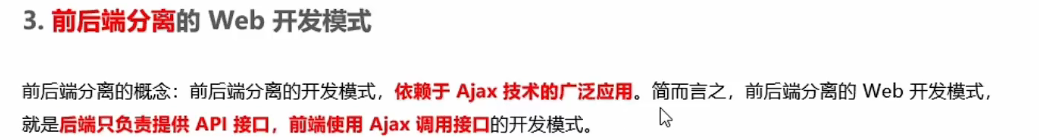 3. 前后端分离的 Web 开发模式
前后端分离的概念：前后端分离的开发模式，依赖于 Ajax 技术的广泛应用。简而言之，前后端分离的 Web 开发模式，
就是后端只负责提供 API 接口，前端使用 Ajax 调用接口的开发模式。